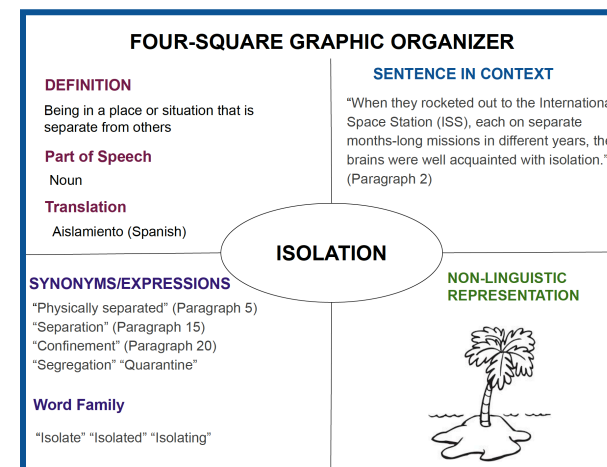 FOUR-SQUARE GRAPHIC ORGANIZER
DEFINITION
Being in a place or situation that is
separate from others
Part of Speech
Noun
Translation
Aislamiento (Spanish)
SENTENCE IN CONTEXT
“When they rocketed out to the Internationa
Space Station (ISS), each on separate
months-long missions in different years, the
brains were well acquainted with isolation.”
(Paragraph 2)
ISOLATION
SYNONYMS/EXPRESSIONS
“Physically separated” (Paragraph 5)
“Separation” (Paragraph 15)
“Confinement” (Paragraph 20)
“Segregation” “Quarantine”
Word Family
“Isolate” “Isolated” “Isolating”
NON-LINGUISTIC
REPRESENTATION